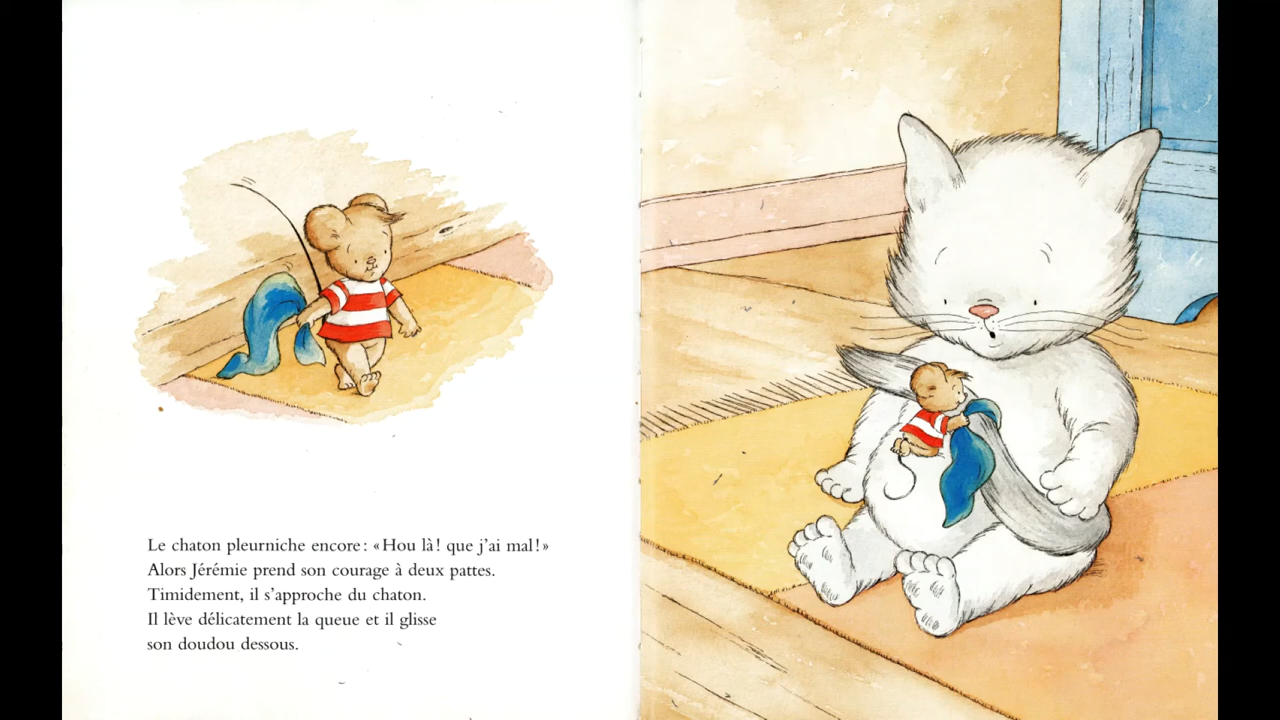 Le chaton pleurniche encore : « Hou là ! que j'ai mal ! »
Alors Jérémie prend son courage à deux pattes.
Timidement, il s'approche du chaton.
Il lève délicatement la queue et il glisse
son doudou dessous.